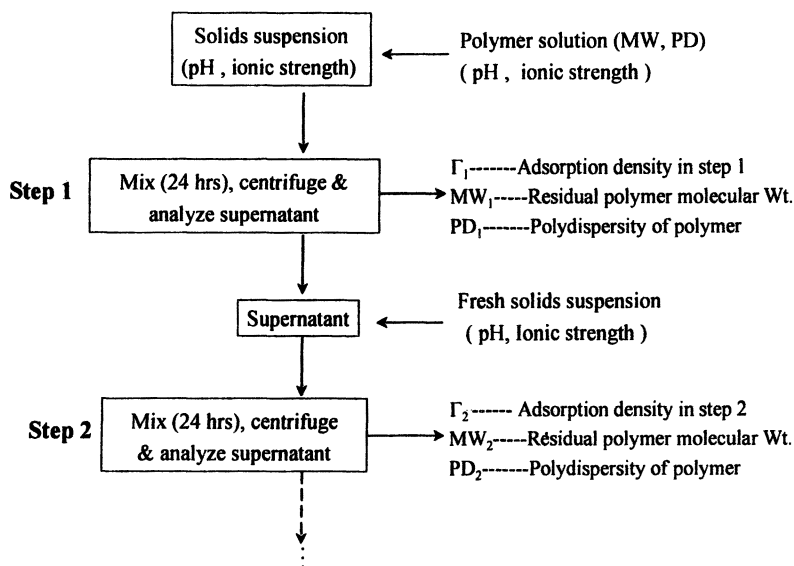 Solids suspension
(pH , ionic strength)
Polymer solution (MW, PD)
( pH , ionic strength )
Step 1
Mix (24 hrs), centrifuge &
analyze supernatant
Γ₁-------Adsorption density in step 1
MW₁-----Residual polymer molecular Wt.
PD₁-------Polydispersity of polymer
Supernatant
Fresh solids suspension
( pH, Ionic strength )
Step 2
Mix (24 hrs), centrifuge
& analyze supernatant
Γ₂------ Adsorption density in step 2
MW₂-----Residual polymer molecular Wt.
PD₂-------Polydispersity of polymer